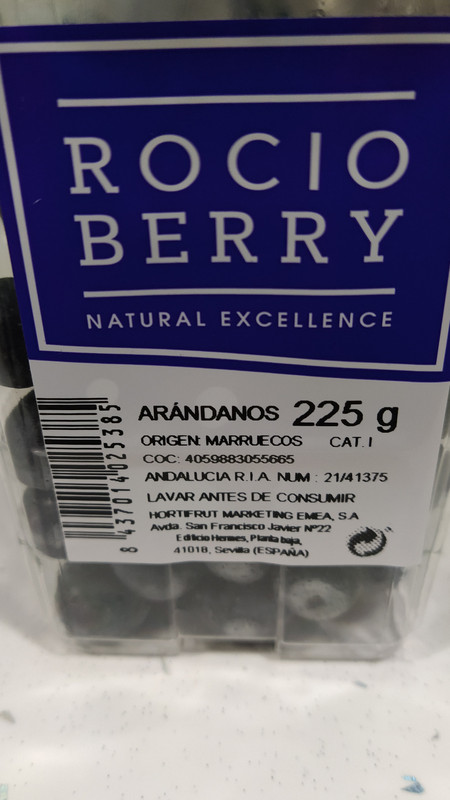 ROCIO
BERRY
NATURAL EXCELLENCE
ARÁNDANOS 225 g
ORIGEN: MARRUECOS CAT. I
COC: 4059883055665
ANDALUCIA R.I.A. NUM : 21/41375
LAVAR ANTES DE CONSUMIR
HORTIFRUT MARKETING EMEA, S.A
Avda. San Francisco Javier Nº22
Edificio Hermes, Planta baja,
41018, Sevilla (ESPAÑA)
8 437014 025385